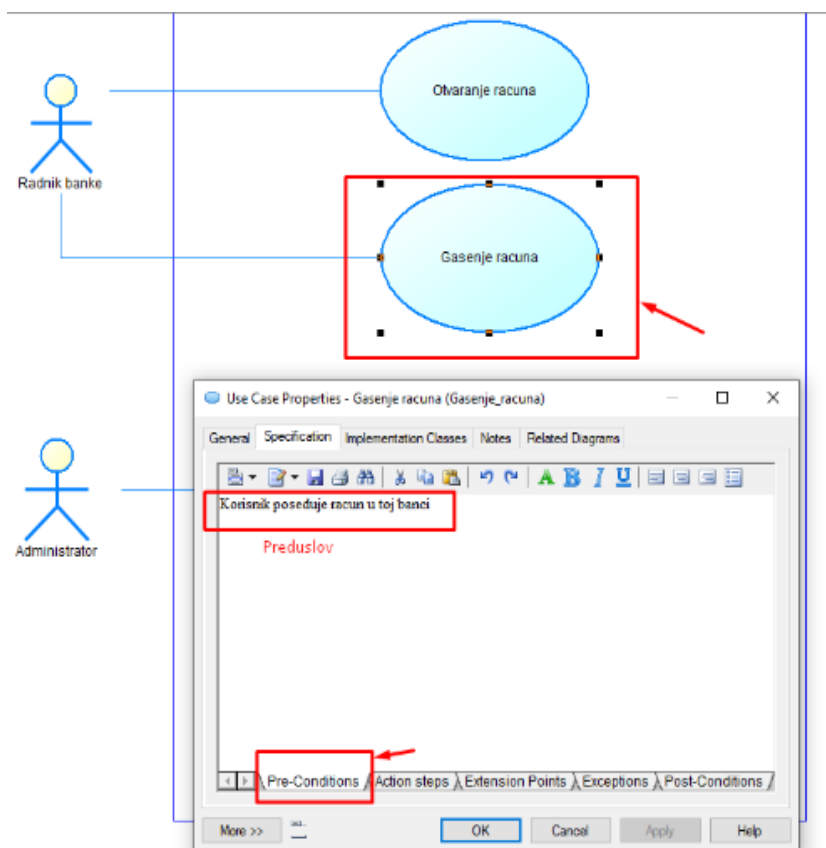 Otvaranje racuna
Radnik banke
Gasenje racuna
Use Case Properties - Gasenje racuna (Gasenje_racuna)
General Specification Implementation Classes Notes Related Diagrams
A B I U
Korisnik poseduje racun u toj banci
Preduslov
Administrator
Pre-Conditions Action steps Extension Points Exceptions Post-Conditions
More >> OK Cancel Apply Help